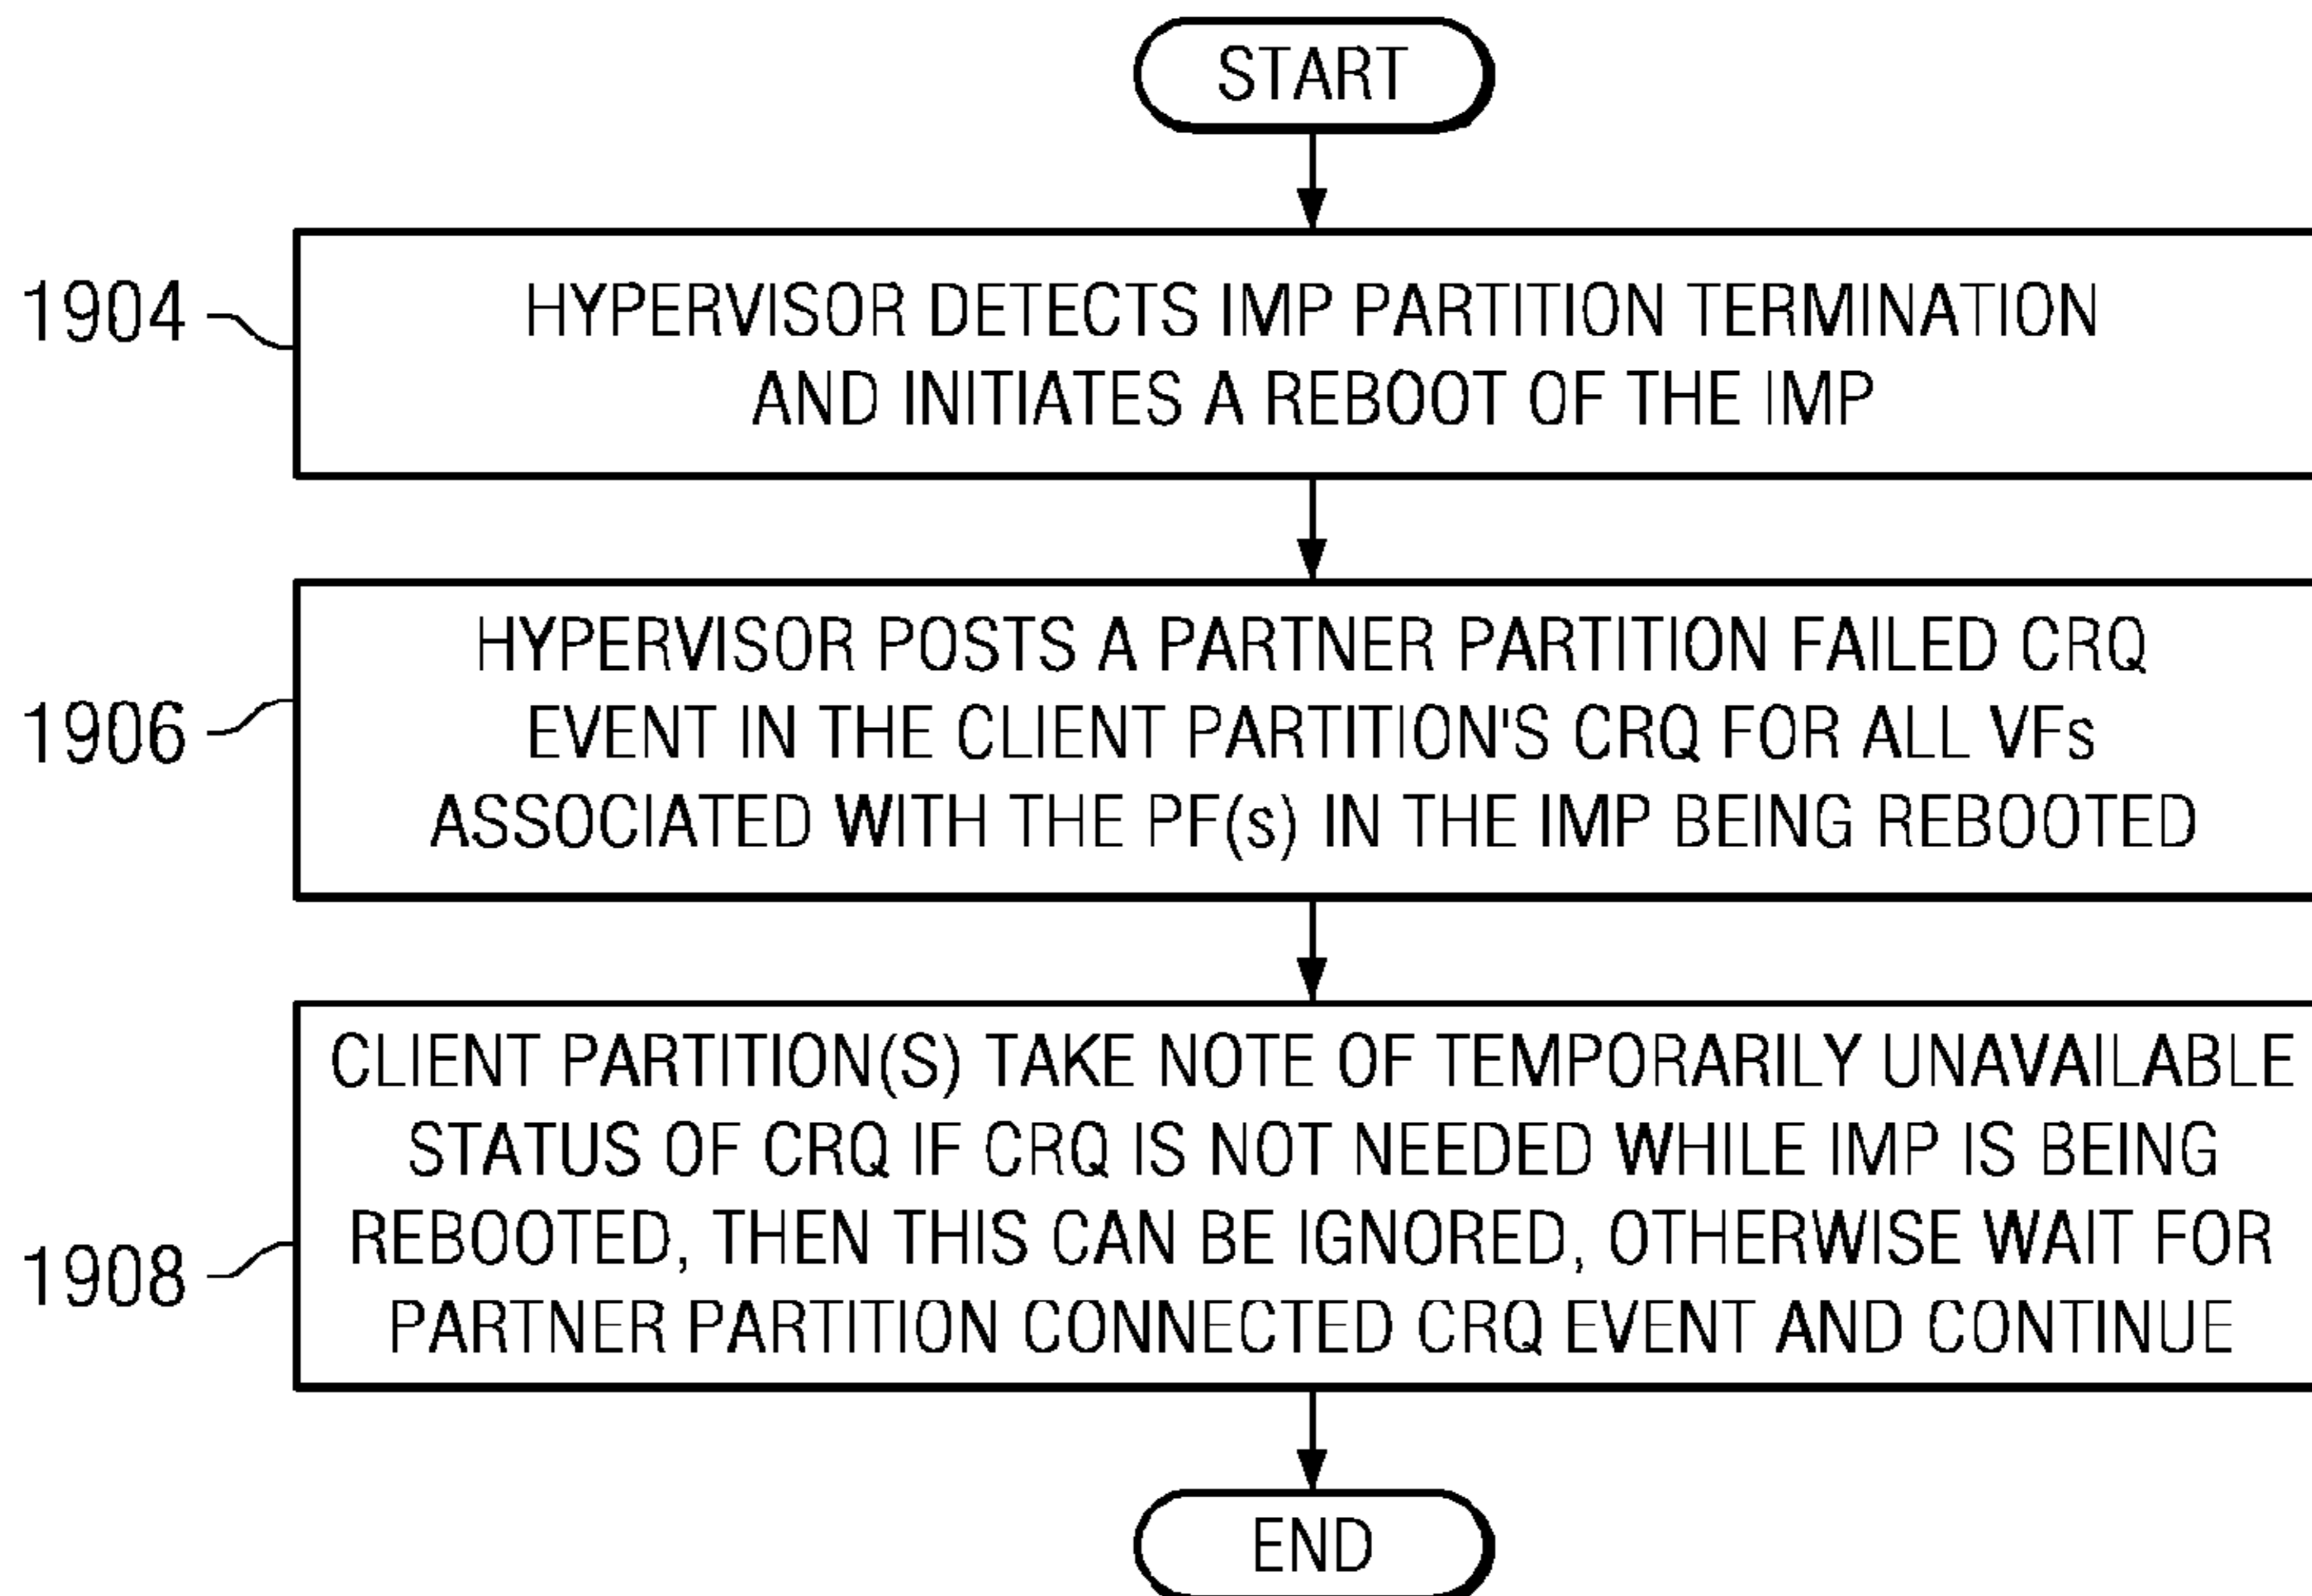 START
1904
HYPERVISOR DETECTS IMP PARTITION TERMINATION
AND INITIATES A REBOOT OF THE IMP
1906
HYPERVISOR POSTS A PARTNER PARTITION FAILED CRQ
EVENT IN THE CLIENT PARTITION'S CRQ FOR ALL VFs
ASSOCIATED WITH THE PF(s) IN THE IMP BEING REBOOTED
1908
CLIENT PARTITION(S) TAKE NOTE OF TEMPORARILY UNAVAILABLE
STATUS OF CRQ IF CRQ IS NOT NEEDED WHILE IMP IS BEING
REBOOTED, THEN THIS CAN BE IGNORED, OTHERWISE WAIT FOR
PARTNER PARTITION CONNECTED CRQ EVENT AND CONTINUE
END